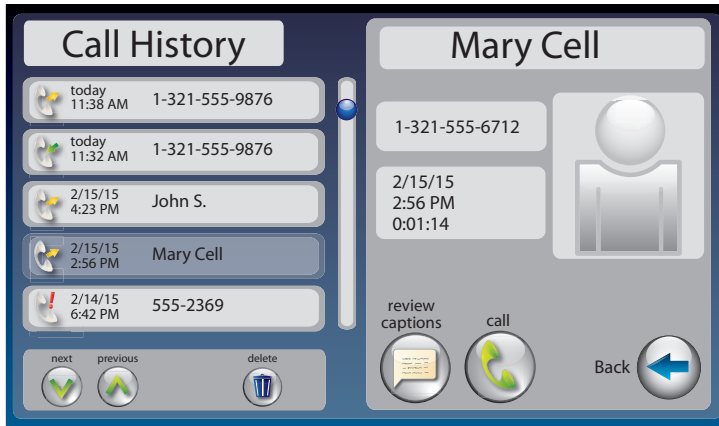 Call History
today
11:38 AM 1-321-555-9876
today
11:32 AM 1-321-555-9876
2/15/15
4:23 PM John S.
2/15/15
2:56 PM Mary Cell
2/14/15
6:42 PM 555-2369
next previous delete
Mary Cell
1-321-555-6712
2/15/15
2:56 PM
0:01:14
review
captions call
Back